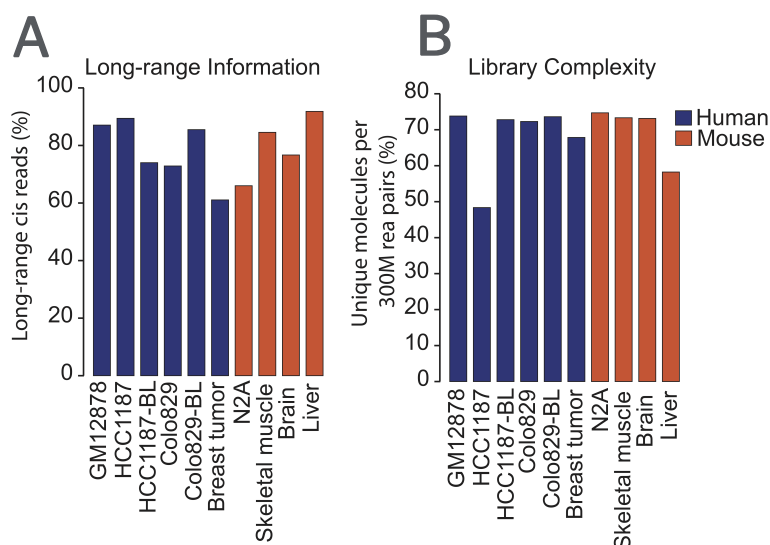 A
B
Long-range Information
Library Complexity
Long-range cis reads (%)
100
80
60
40
20
0
GM12878
HCC1187
HCC1187-BL
Colo829
Colo829-BL
Breast tumor
N2A
Skeletal muscle
Brain
Liver
Unique molecules per
300M rea pairs (%)
80
70
60
50
40
30
20
10
0
GM12878
HCC1187
HCC1187-BL
Colo829
Colo829-BL
Breast tumor
N2A
Skeletal muscle
Brain
Liver
Human
Mouse